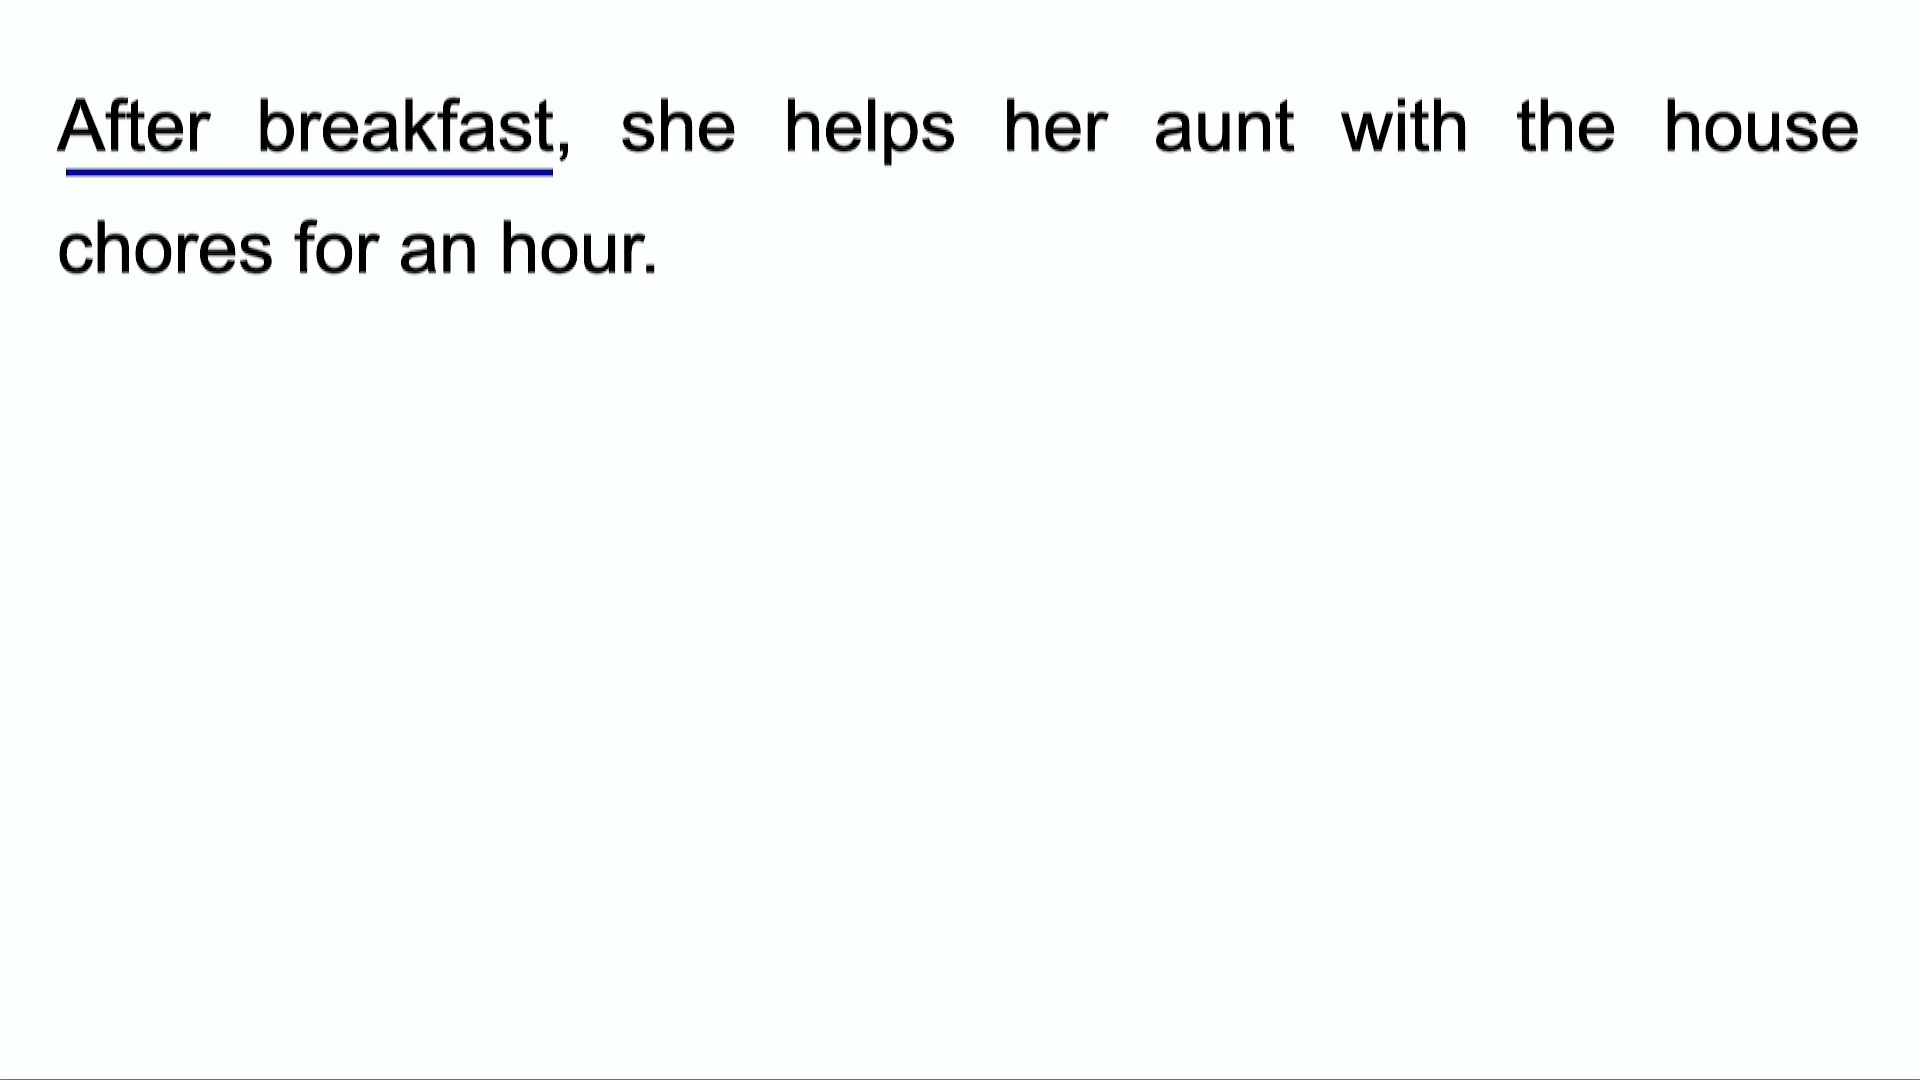 After breakfast, she helps her aunt with the house
chores for an hour.